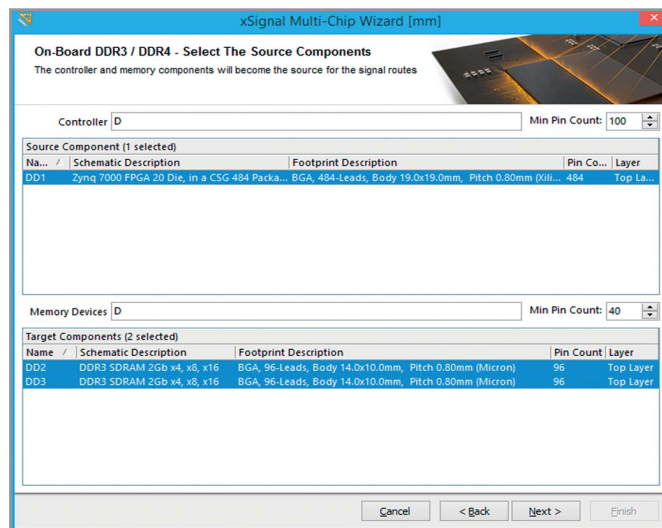 xSignal Multi-Chip Wizard [mm]
On-Board DDR3 / DDR4 - Select The Source Components
The controller and memory components will become the source for the signal routes
Controller D Min Pin Count: 100
Source Component (1 selected)
Na... Schematic Description Footprint Description Pin Co... Layer
DD1 Zynq 7000 FPGA 20 Die, in a CSG 484 Packa... BGA, 484-Leads, Body 19.0x19.0mm, Pitch 0.80mm (Xili... 484 Top La...
Memory Devices D Min Pin Count: 40
Target Components (2 selected)
Name Schematic Description Footprint Description Pin Count Layer
DD2 DDR3 SDRAM 2Gb x4, x8, x16 BGA, 96-Leads, Body 14.0x10.0mm, Pitch 0.80mm (Micron) 96 Top Layer
DD3 DDR3 SDRAM 2Gb x4, x8, x16 BGA, 96-Leads, Body 14.0x10.0mm, Pitch 0.80mm (Micron) 96 Top Layer
Cancel < Back Next > Finish